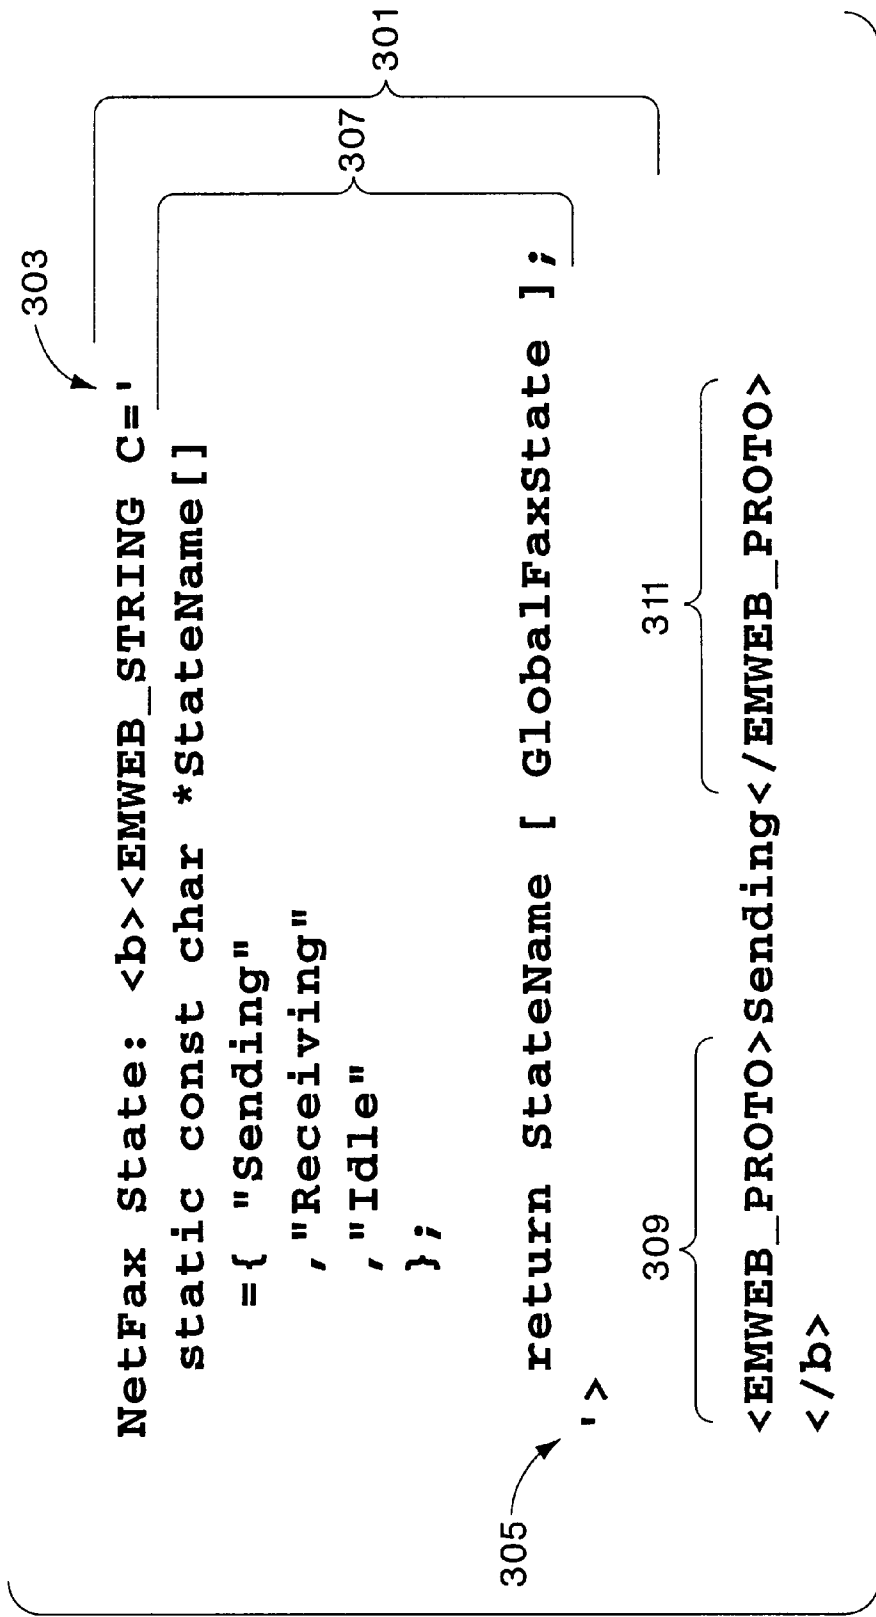 303
NetFax State: <b><EMWEB_STRING C='
static const char *StateName[]
={ "Sending"
, "Receiving"
, "Idle"
};
return StateName [ GlobalFaxState ];
'>
307
301
305
309
311
<EMWEB_PROTO>Sending</EMWEB_PROTO>
</b>